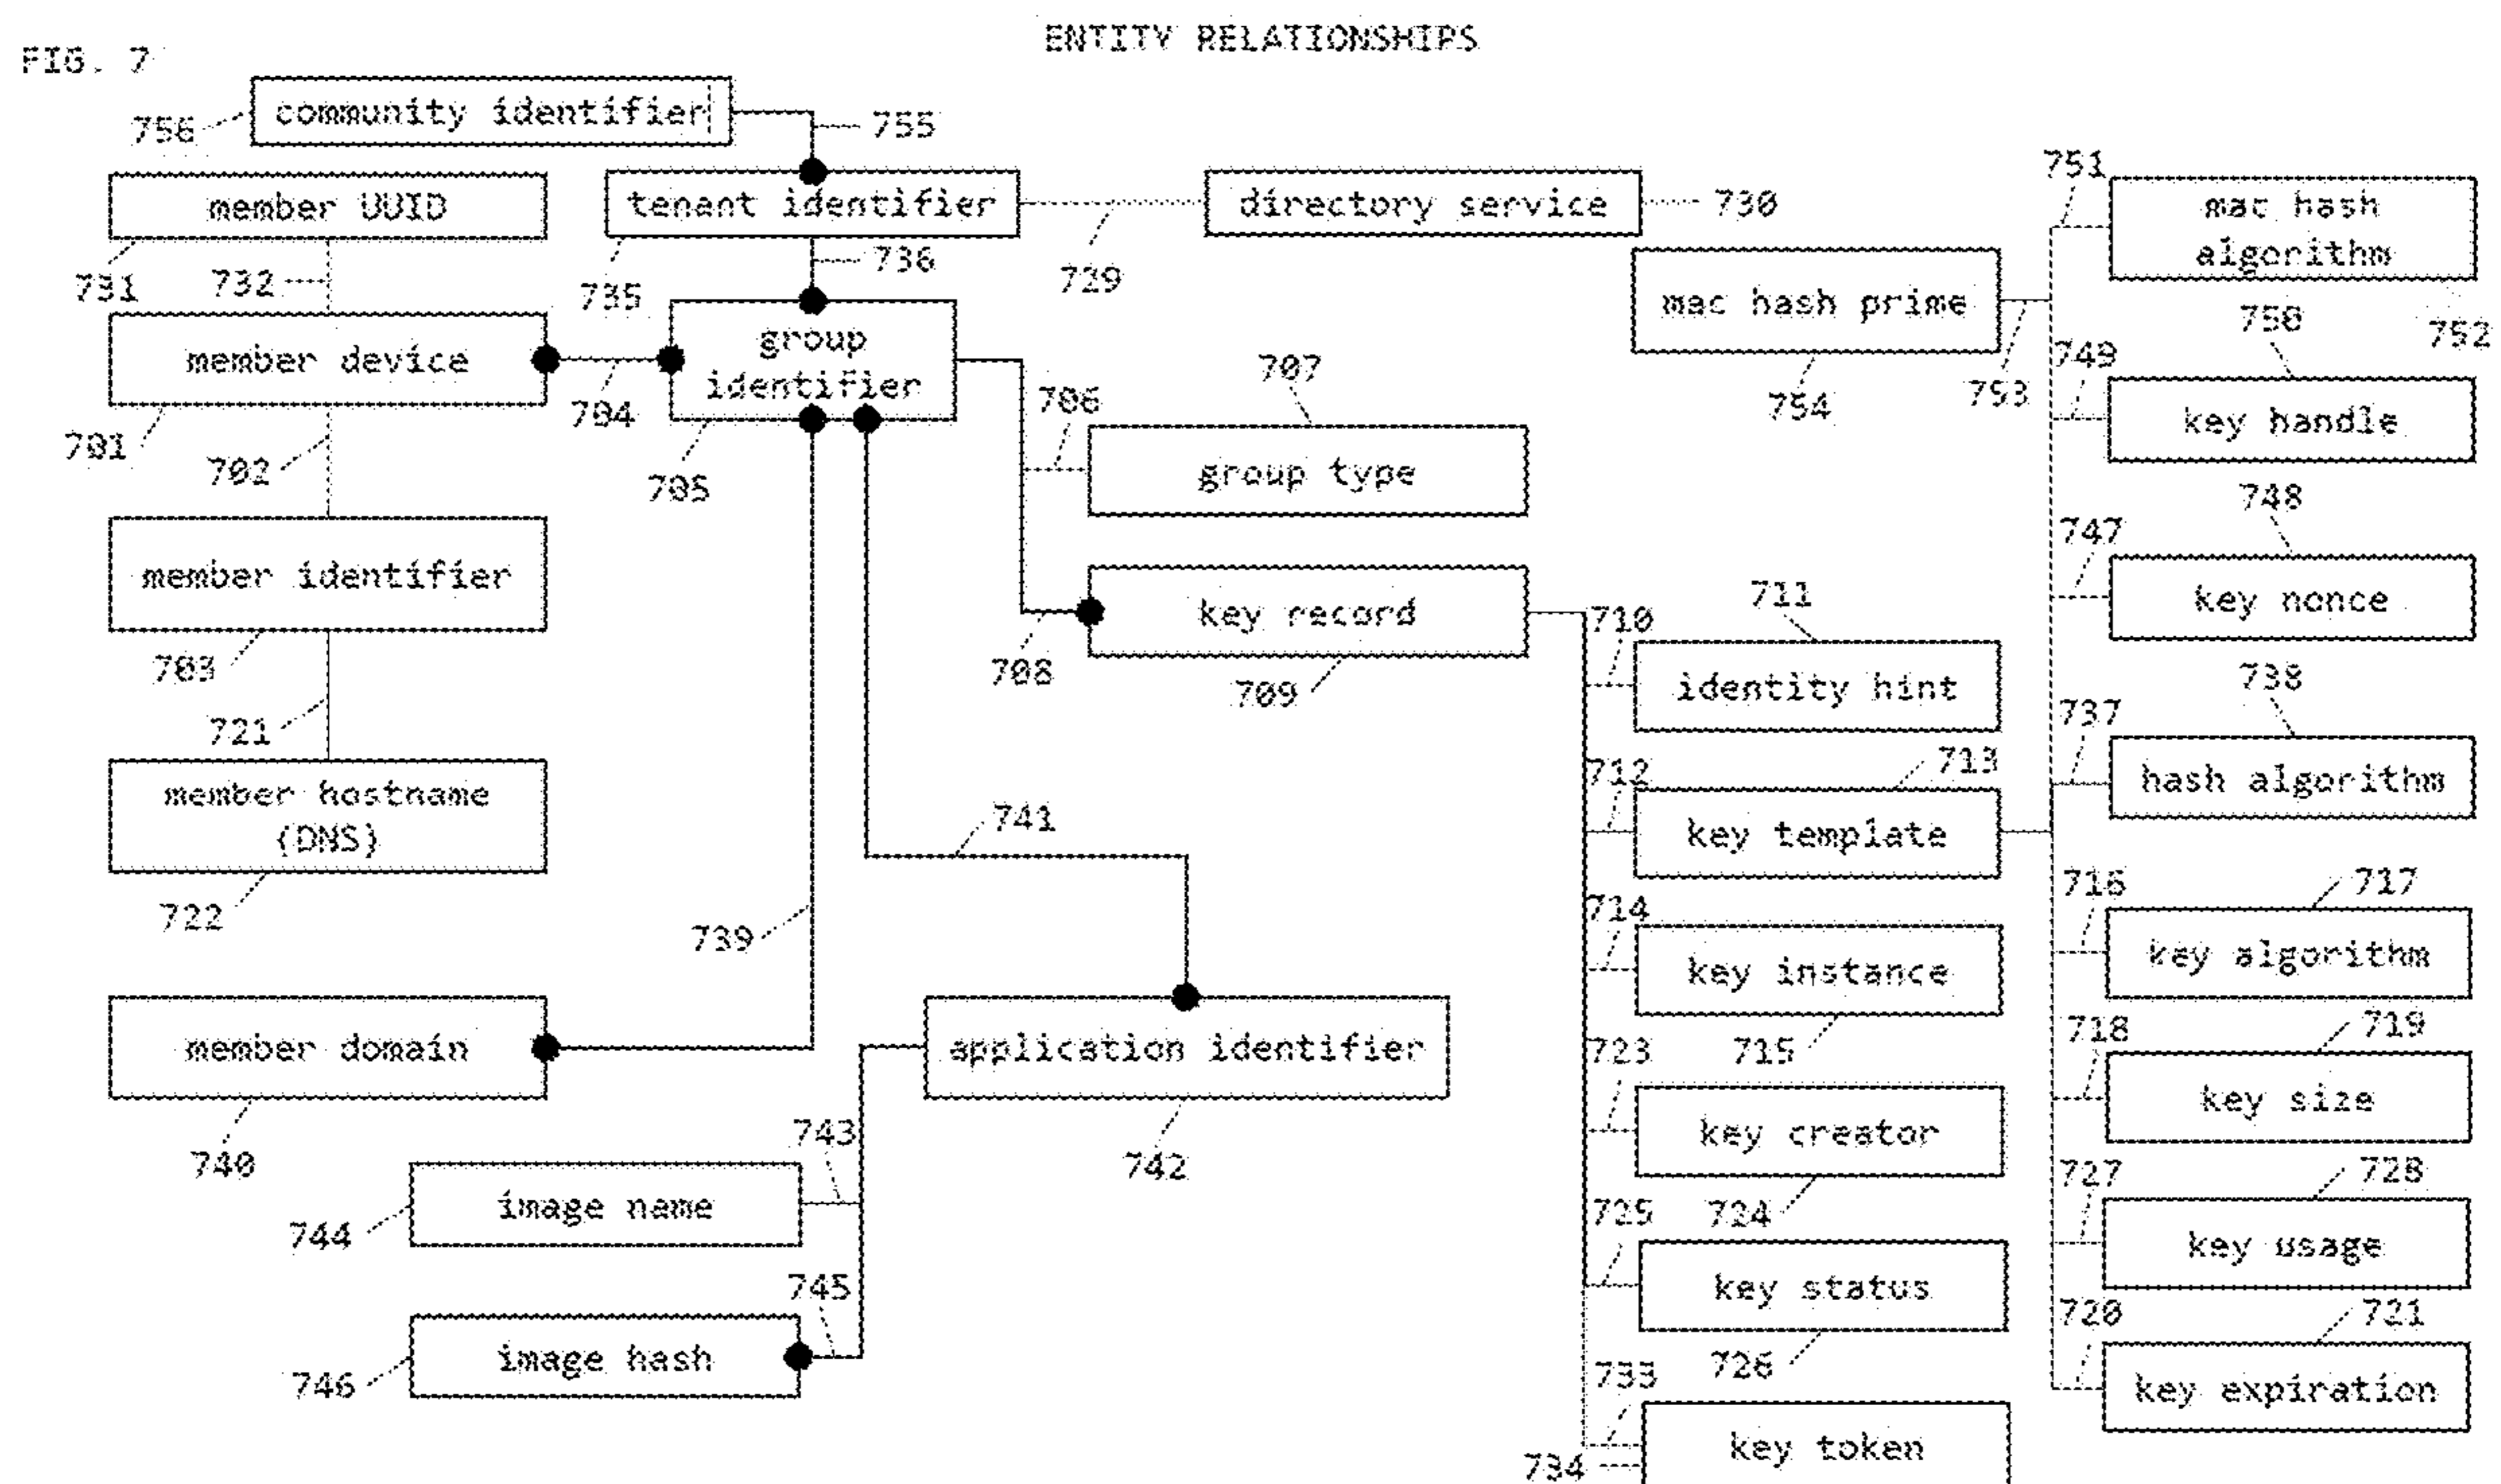 ENTITY RELATIONSHIPS
FIG. 7
community identifier
756
755
member UUID
tenant identifier
directory service
730
751
mac hash
algorithm
731
732
735
736
729
mac hash prime
member device
group
identifier
704
707
706
754
753
750
752
749
key handle
701
702
705
group type
748
747
key nonce
member identifier
key record
710
711
703
708
709
identity hint
738
737
721
712
713
hash algorithm
member hostname
(DNS)
741
key template
722
739
714
716
717
key algorithm
key instance
member domain
application identifier
723
715
718
719
key size
740
743
742
key creator
727
728
744
image name
725
724
key usage
745
key status
720
721
746
image hash
733
726
key expiration
734
key token